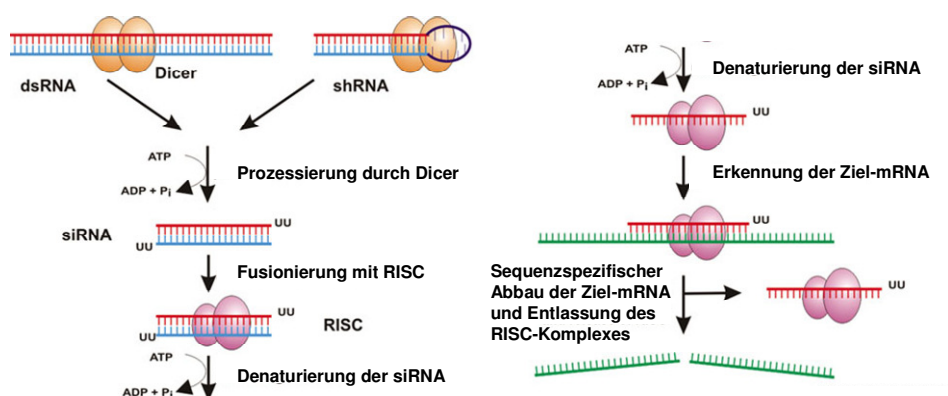 dsRNA
Dicer
shRNA
ATP
ADP + Pi
Prozessierung durch Dicer
siRNA
UU
UU
Fusionierung mit RISC
UU
UU
RISC
ATP
ADP + Pi
Denaturierung der siRNA
ATP
ADP + Pi
Denaturierung der siRNA
UU
Erkennung der Ziel-mRNA
UU
Sequenzspezifischer
Abbau der Ziel-mRNA
und Entlassung des
RISC-Komplexes
UU